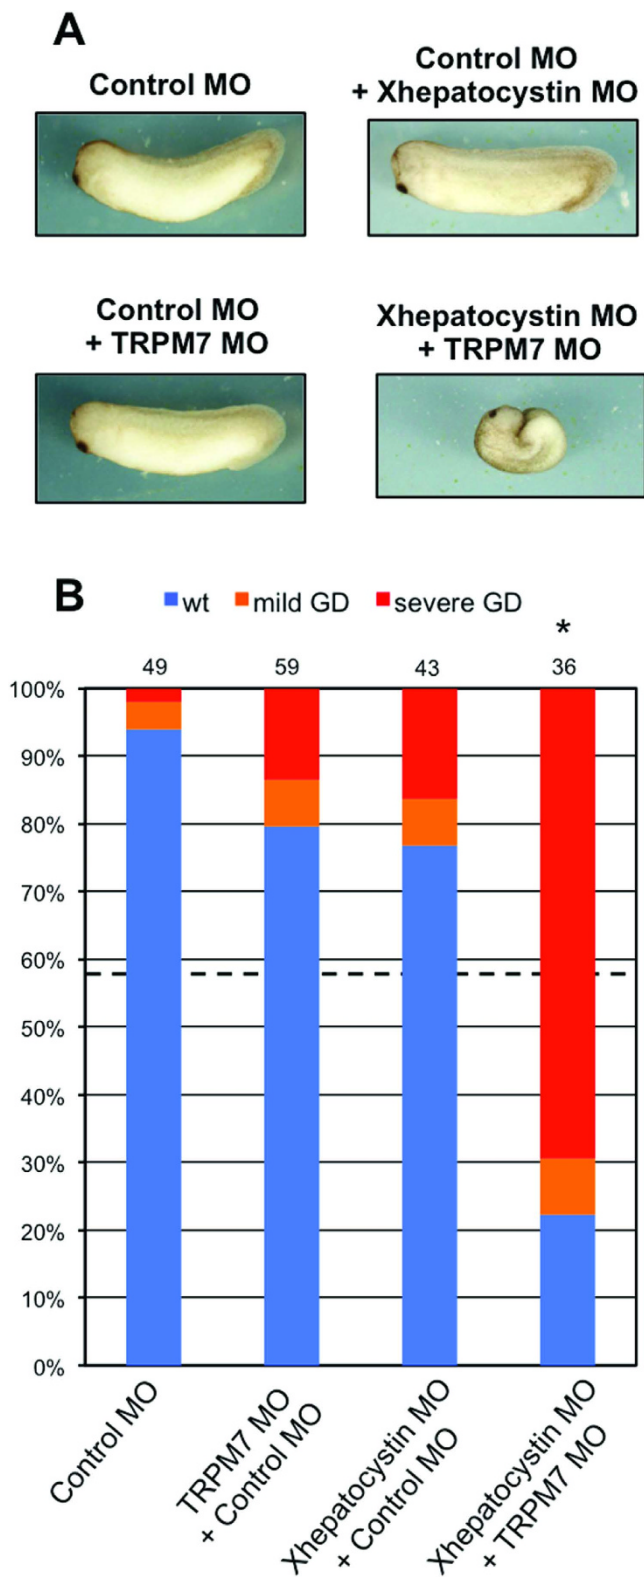 A
Control MO
Control MO
+ Xhepatocystin MO
Control MO
+ TRPM7 MO
Xhepatocystin MO
+ TRPM7 MO
B
wt mild GD severe GD
*
49 59 43 36
100%
90%
80%
70%
60%
50%
40%
30%
20%
10%
0%
Control MO
TRPM7 MO
+ Control MO
Xhepatocystin MO
+ Control MO
Xhepatocystin MO
+ TRPM7 MO